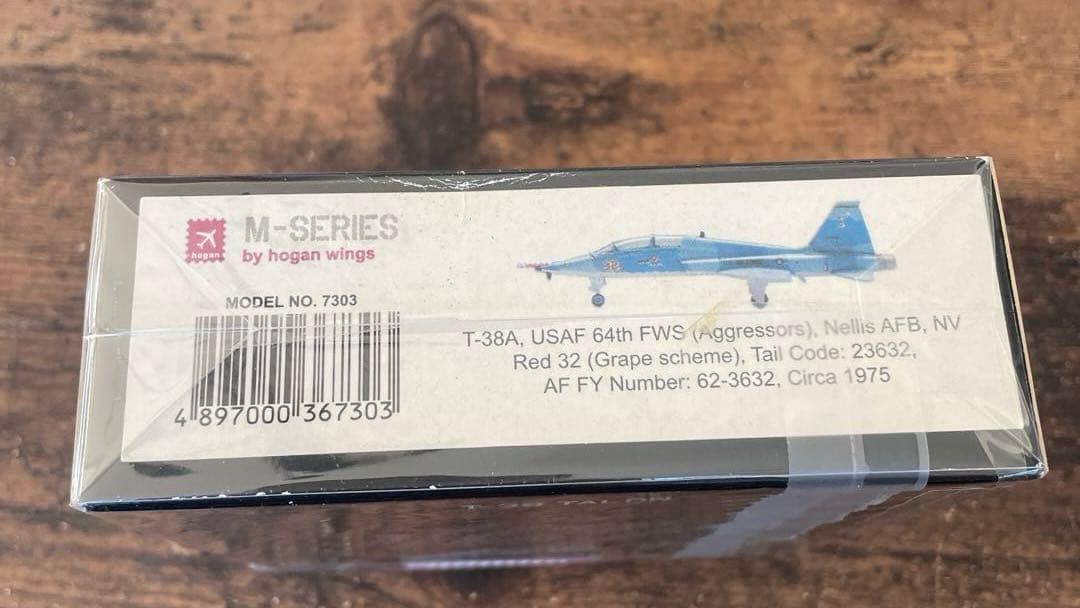 hogan
M-SERIES
by hogan wings
MODEL NO. 7303
4 897000 367303
T-38A, USAF 64th FWS (Aggressors), Nellis AFB, NV
Red 32 (Grape scheme), Tail Code: 23632,
AF FY Number: 62-3632, Circa 1975